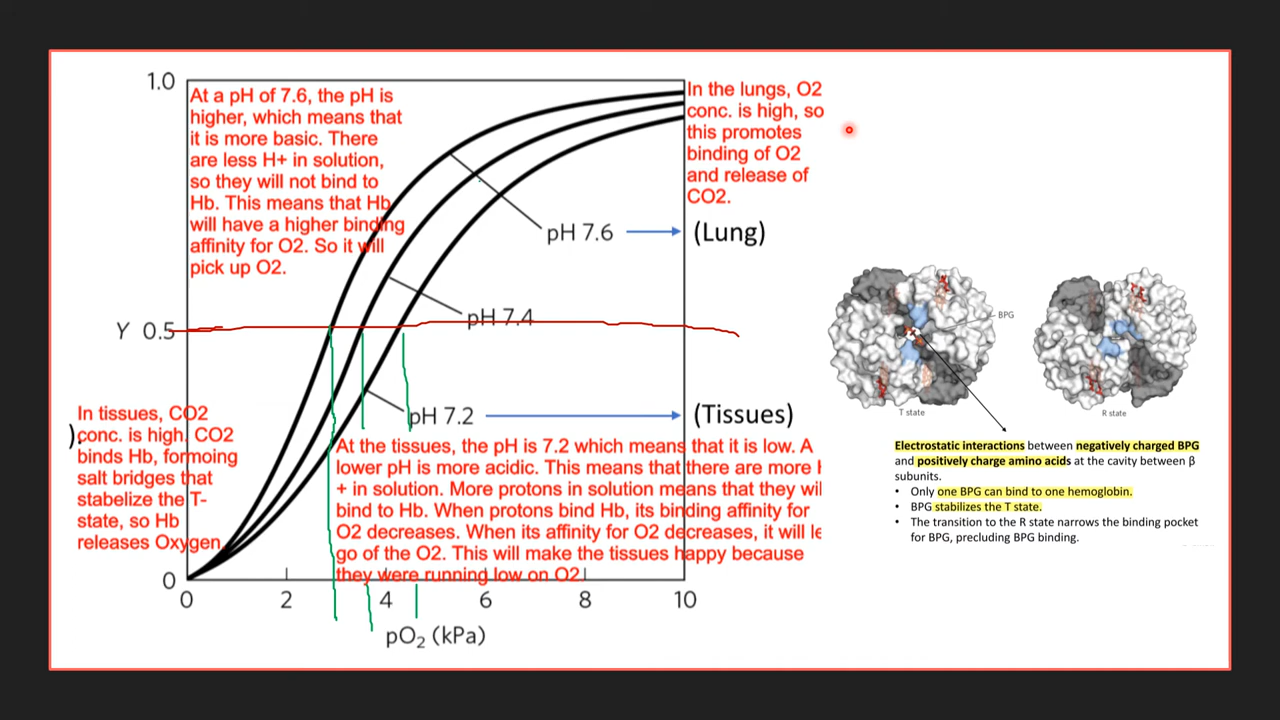 1.0
At a pH of 7.6, the pH is
higher, which means that
it is more basic. There
are less H+ in solution,
so they will not bind to
Hb. This means that Hb
will have a higher binding
affinity for O2. So it will
pick up O2.
In the lungs, O2
conc. is high, so
this promotes
binding of O2
and release of
CO2.
pH 7.6
(Lung)
pH 7.4
Y 0.5
pH 7.2
(Tissues)
In tissues, CO2
conc. is high. CO2
binds Hb, formoing
salt bridges that
stabelize the T-
state, so Hb
releases Oxygen.
At the tissues, the pH is 7.2 which means that it is low. A
lower pH is more acidic. This means that there are more
+ in solution. More protons in solution means that they wil
bind to Hb. When protons bind Hb, its binding affinity for
O2 decreases. When its affinity for O2 decreases, it will le
go of the O2. This will make the tissues happy because
they were running low on O2.
0
0 2 4 6 8 10
pO2 (kPa)
BPG
T state
R state
Electrostatic interactions between negatively charged BPG
and positively charge amino acids at the cavity between β
subunits.
• Only one BPG can bind to one hemoglobin.
• BPG stabilizes the T state.
• The transition to the R state narrows the binding pocket
for BPG, precluding BPG binding.